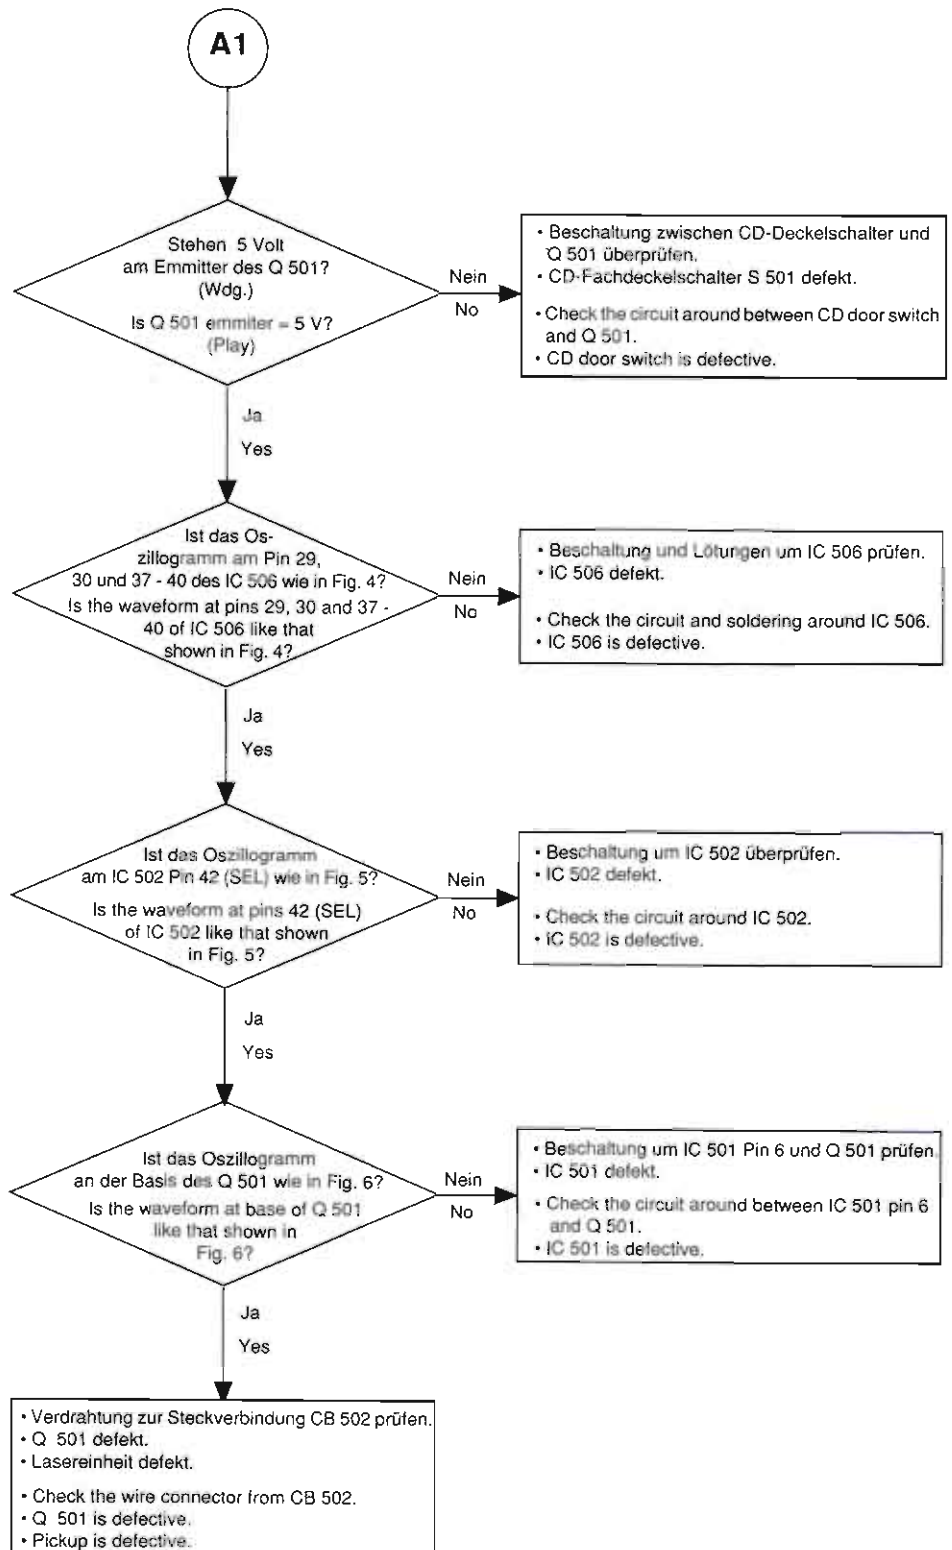 A1
Stehen 5 Volt
am Emmitter des Q 501?
(Wdg.)
Is Q 501 emmiter = 5 V?
(Play)
Nein
No
• Beschaltung zwischen CD-Deckelschalter und
Q 501 überprüfen.
• CD-Fachdeckelschalter S 501 defekt.
• Check the circuit around between CD door switch
and Q 501.
• CD door switch is defective.
Ja
Yes
Ist das Os-
zillogramm am Pin 29,
30 und 37 - 40 des IC 506 wie in Fig. 4?
Is the waveform at pins 29, 30 and 37 -
40 of IC 506 like that
shown in Fig. 4?
Nein
No
• Beschaltung und Lötungen um IC 506 prüfen.
• IC 506 defekt.
• Check the circuit and soldering around IC 506.
• IC 506 is defective.
Ja
Yes
Ist das Oszillogramm
am IC 502 Pin 42 (SEL) wie in Fig. 5?
Is the waveform at pins 42 (SEL)
of IC 502 like that shown
in Fig. 5?
Nein
No
• Beschaltung um IC 502 überprüfen.
• IC 502 defekt.
• Check the circuit around IC 502.
• IC 502 is defective.
Ja
Yes
Ist das Oszillogramm
an der Basis des Q 501 wie in Fig. 6?
Is the waveform at base of Q 501
like that shown in
Fig. 6?
Nein
No
• Beschaltung um IC 501 Pin 6 und Q 501 prüfen.
• IC 501 defekt.
• Check the circuit around between IC 501 pin 6
and Q 501.
• IC 501 is defective.
Ja
Yes
• Verdrahtung zur Steckverbindung CB 502 prüfen.
• Q 501 defekt.
• Lasereinheit defekt.
• Check the wire connector from CB 502.
• Q 501 is defective.
• Pickup is defective.